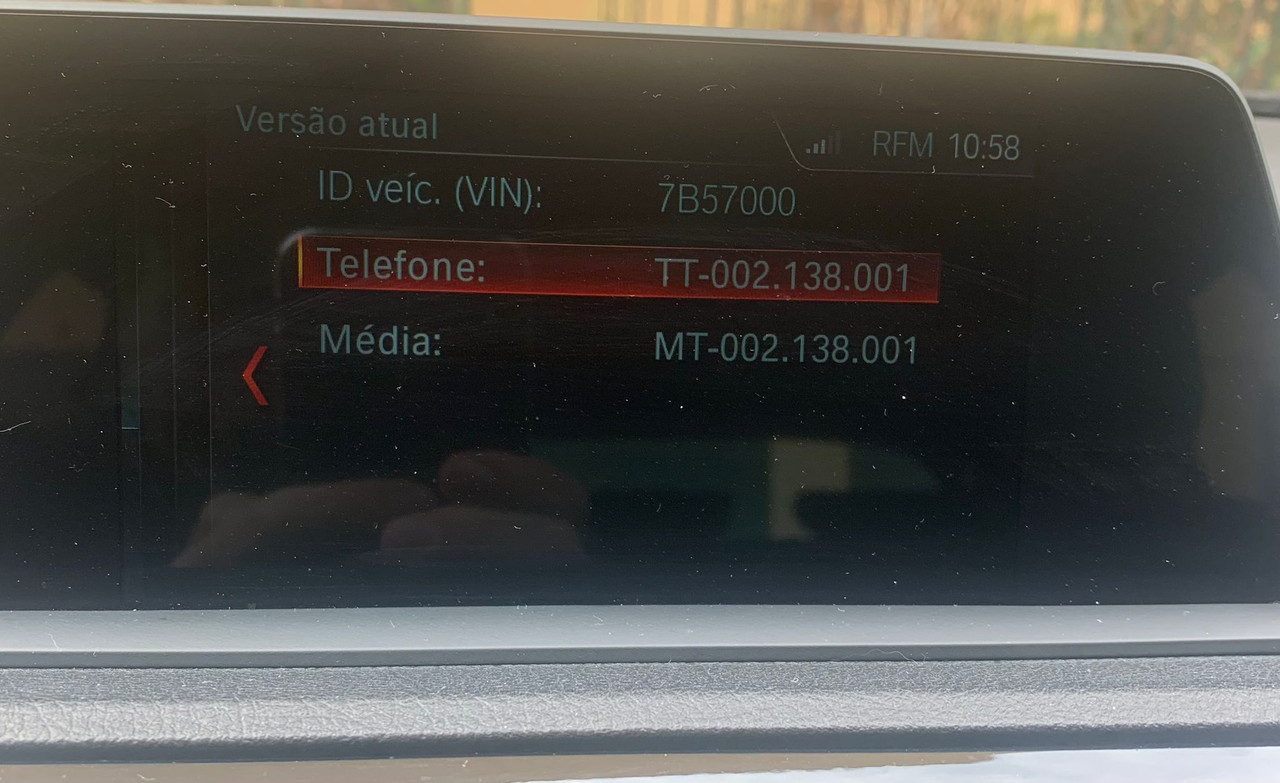 Versão atual
RFM 10:58
ID veíc. (VIN): 7B57000
Telefone: TT-002.138.001
Média: MT-002.138.001